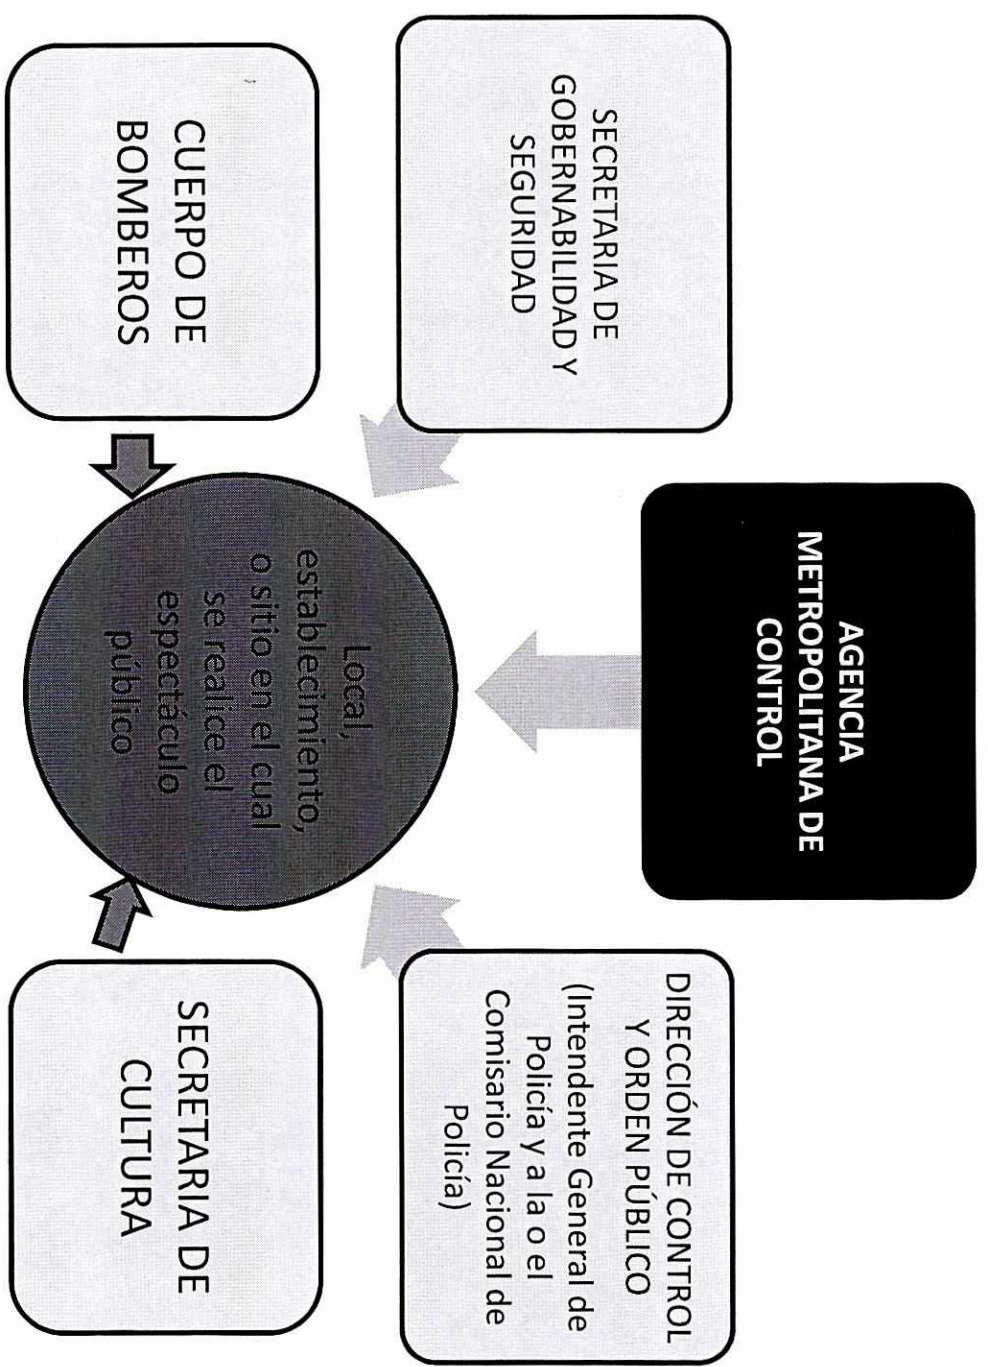 AGENCIA
METROPOLITANA DE
CONTROL
SECRETARIA DE
GOBERNABILIDAD Y
SEGURIDAD
DIRECCIÓN DE CONTROL
Y ORDEN PÚBLICO
(Intendente General de
Policía y a la o el
Comisario Nacional de
Policía)
Local,
establecimiento,
o sitio en el cual
se realice el
espectáculo
público
CUERPO DE
BOMBEROS
SECRETARIA DE
CULTURA